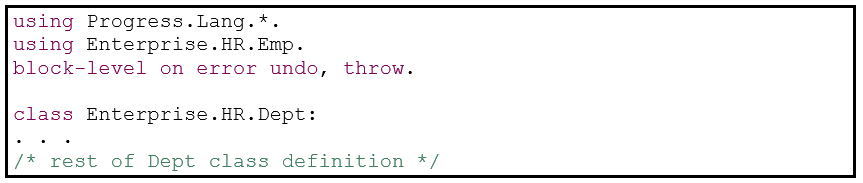 using Progress.Lang.*.
using Enterprise.HR.Emp.
block-level on error undo, throw.
class Enterprise.HR.Dept:
. . .
/* rest of Dept class definition */